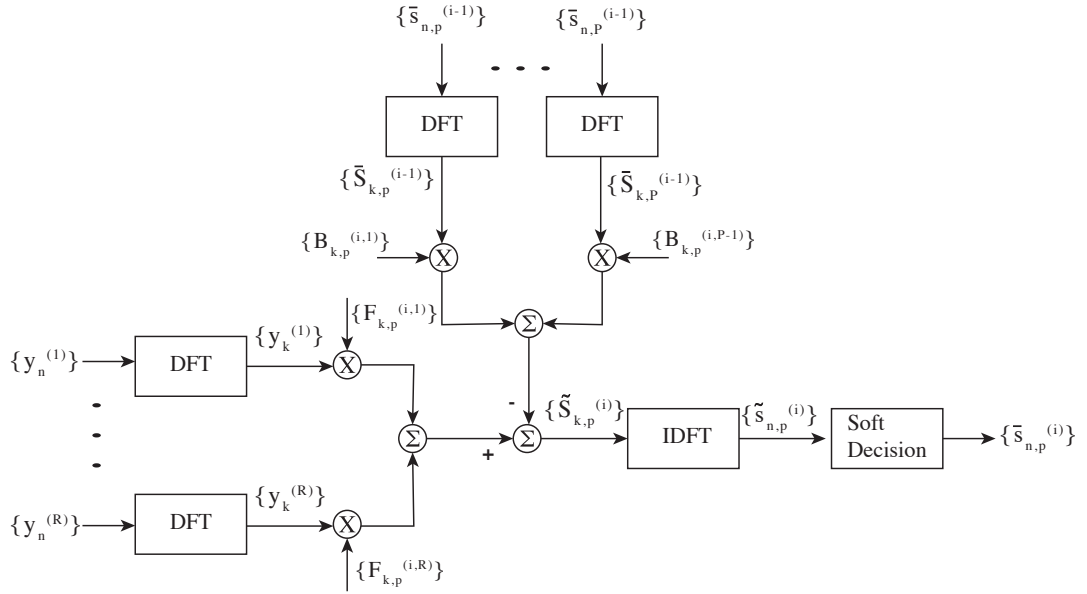 {s̄n,p(i-1)} {s̄n,P(i-1)}
DFT DFT
{S̄k,p(i-1)} {S̄k,P(i-1)}
{Bk,p(i,1)} X X {Bk,p(i,P-1)}
{Fk,p(i,1)} Σ
{yn(1)} DFT {yk(1)} X
-
Σ + Σ {S̃k,p(i)} IDFT {s̃n,p(i)} Soft
Decision {s̄n,p(i)}
{yn(R)} DFT {yk(R)} X
{Fk,p(i,R)}